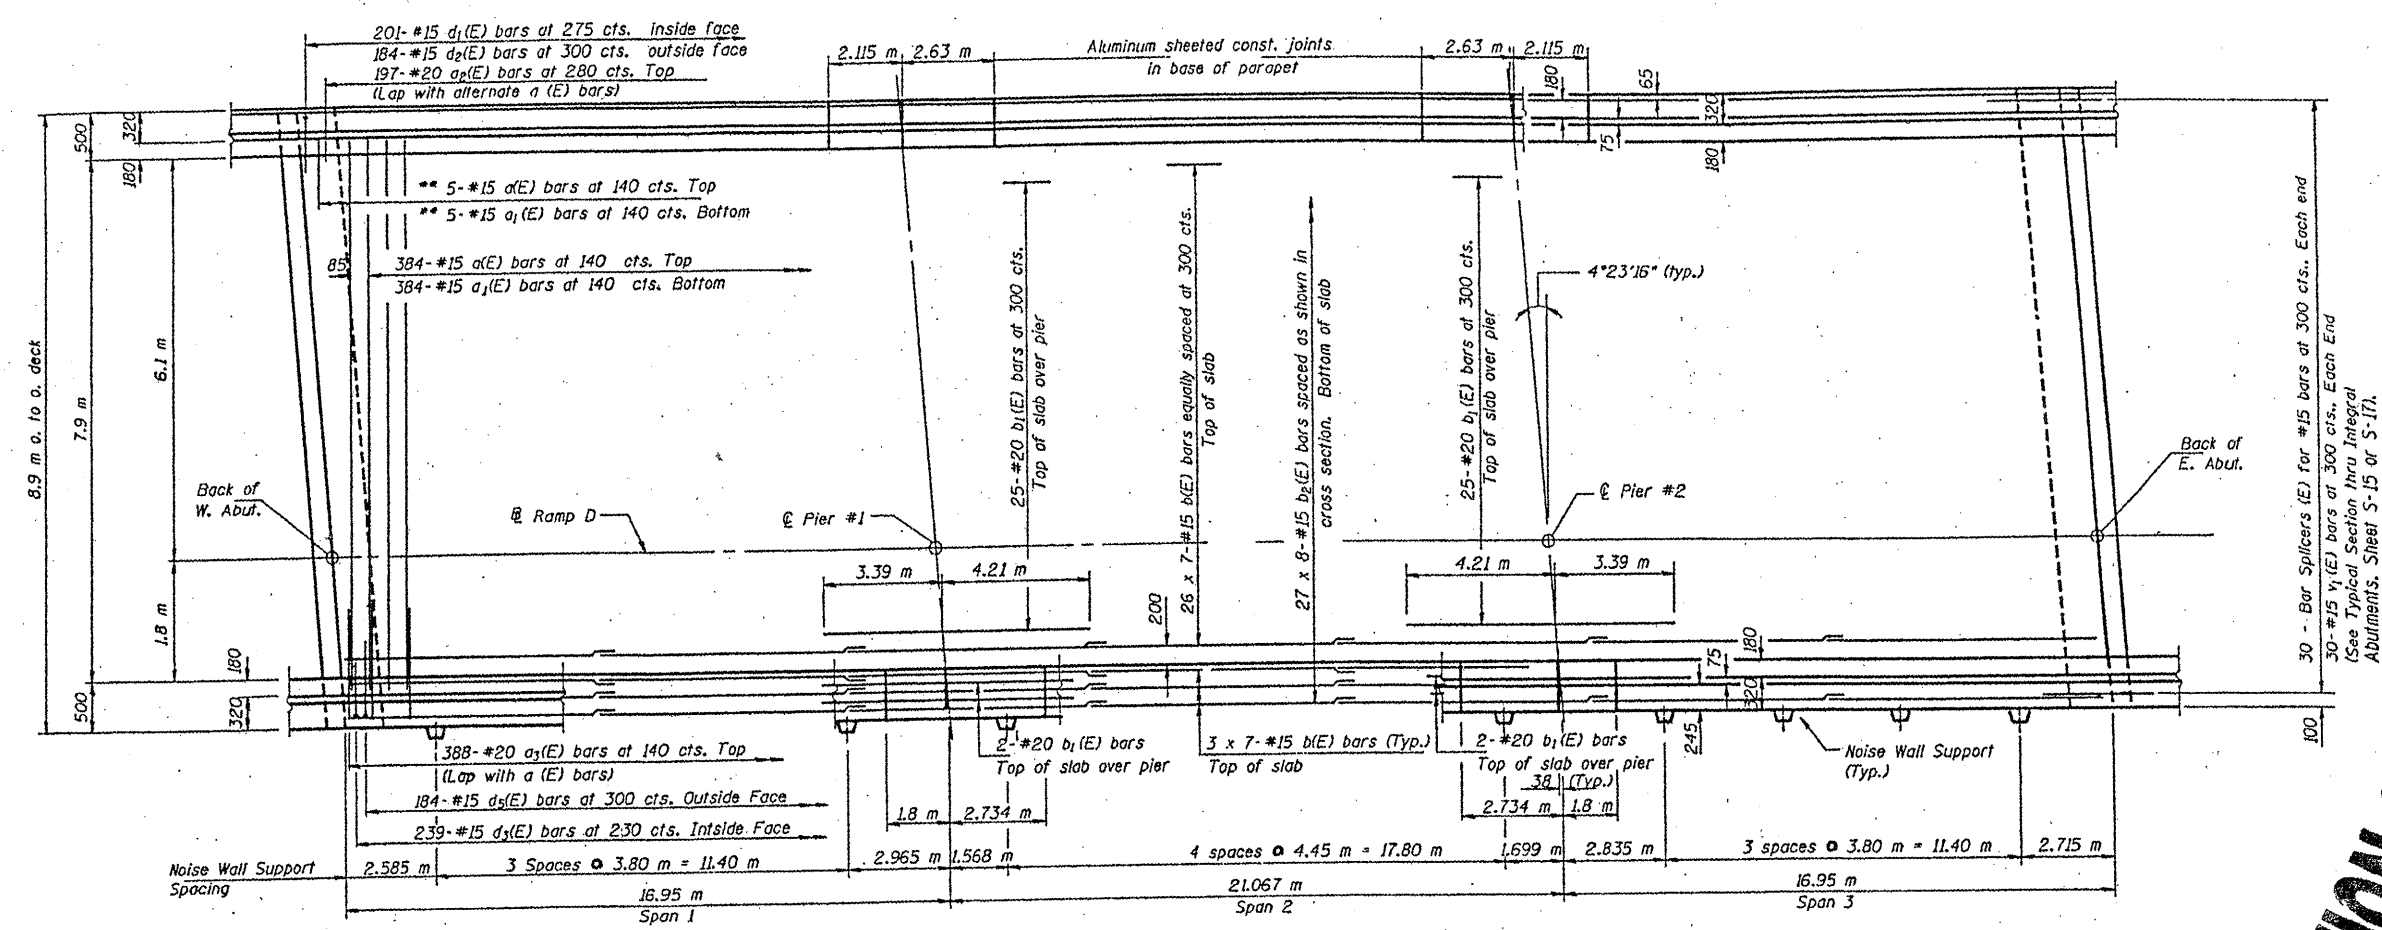 201- #15 d1(E) bars at 275 cts. Inside face
184-#15 d2(E) bars at 300 cts. outside face
197-#20 a2(E) bars at 280 cts. Top
(Lap with alternate a (E) bars)
2.115 m
2.63 m
Aluminum sheeted const. joints
in base of parapet
2.63 m
2.115 m
180
65
320
75
180
500
320
180
** 5-#15 a(E) bars at 140 cts. Top
** 5-#15 a1(E) bars at 140 cts. Bottom
85
384-#15 a(E) bars at 140 cts. Top
384-#15 a1(E) bars at 140 cts. Bottom
8.9 m o. to o. deck
7.9 m
6.1 m
1.8 m
25-#20 b1(E) bars at 300 cts.
Top of slab over pier
26 x 7-#15 b(E) bars equally spaced at 300 cts.
Top of slab
27 x 8-#15 b2(E) bars spaced as shown in
cross section. Bottom of slab
25-#20 b1(E) bars at 300 cts.
Top of slab over pier
4°23'16" (typ.)
30 - Bar Splicers (E) for #15 bars at 300 cts., Each end
30-#15 v1(E) bars at 300 cts., Each End
(See Typical Section thru Integral
Abutments. Sheet S-15 or S-17).
Back of
W. Abut.
℄ Ramp D
℄ Pier #1
℄ Pier #2
Back of
E. Abut.
3.39 m
4.21 m
4.21 m
3.39 m
200
180
500
320
180
75
320
245
100
388-#20 a3(E) bars at 140 cts. Top
(Lap with a (E) bars)
184-#15 d5(E) bars at 300 cts. Outside Face
239-#15 d3(E) bars at 230 cts. Intside Face
2-#20 b1(E) bars
Top of slab over pier
3 x 7-#15 b(E) bars (Typ.)
Top of slab
2-#20 b1(E) bars
Top of slab over pier
38 (Typ.)
Noise Wall Support
(Typ.)
1.8 m
2.734 m
2.734 m
1.8 m
Noise Wall Support
Spacing
2.585 m
3 Spaces @ 3.80 m = 11.40 m
2.965 m
1.568 m
4 spaces @ 4.45 m = 17.80 m
1.699 m
2.835 m
3 spaces @ 3.80 m = 11.40 m
2.715 m
16.95 m
Span 1
21.067 m
Span 2
16.95 m
Span 3